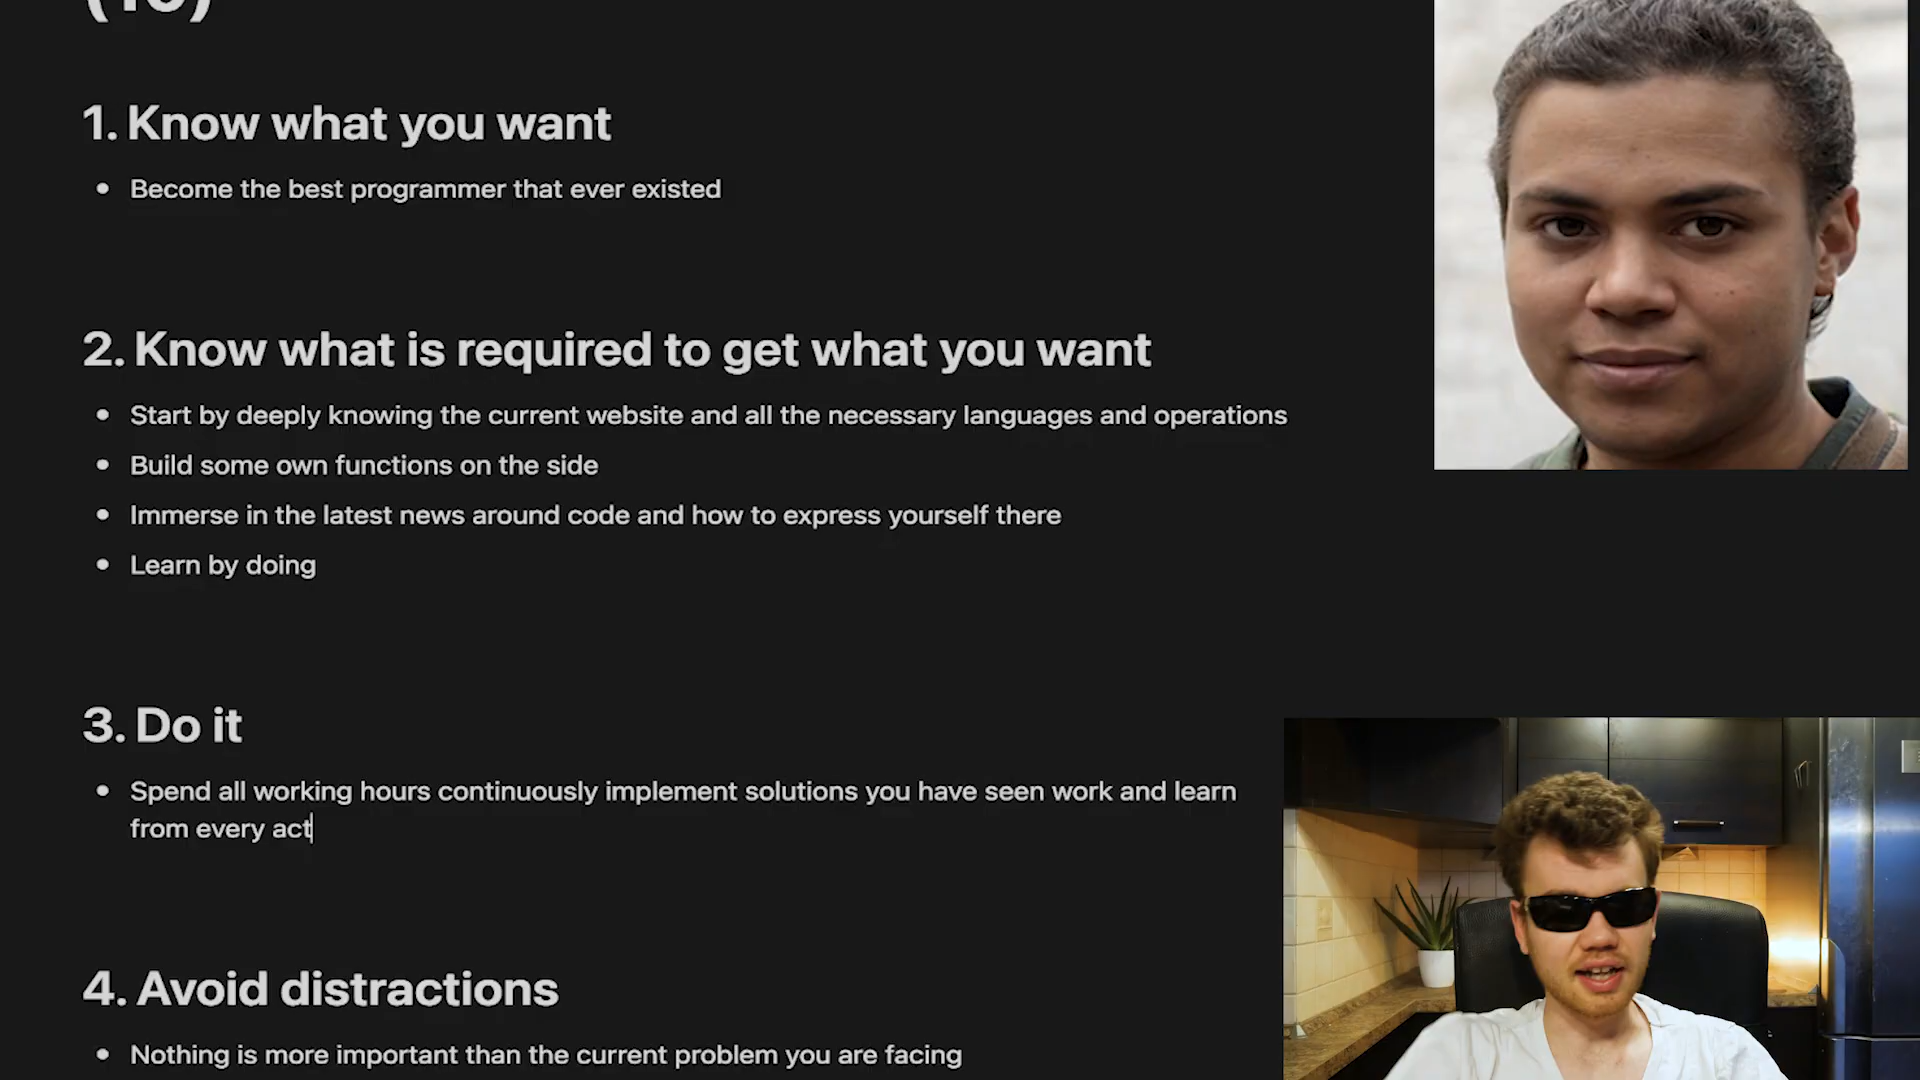 1. Know what you want
• Become the best programmer that ever existed
2. Know what is required to get what you want
• Start by deeply knowing the current website and all the necessary languages and operations
• Build some own functions on the side
• Immerse in the latest news around code and how to express yourself there
• Learn by doing
3. Do it
• Spend all working hours continuously implement solutions you have seen work and learn
from every act
4. Avoid distractions
• Nothing is more important than the current problem you are facing